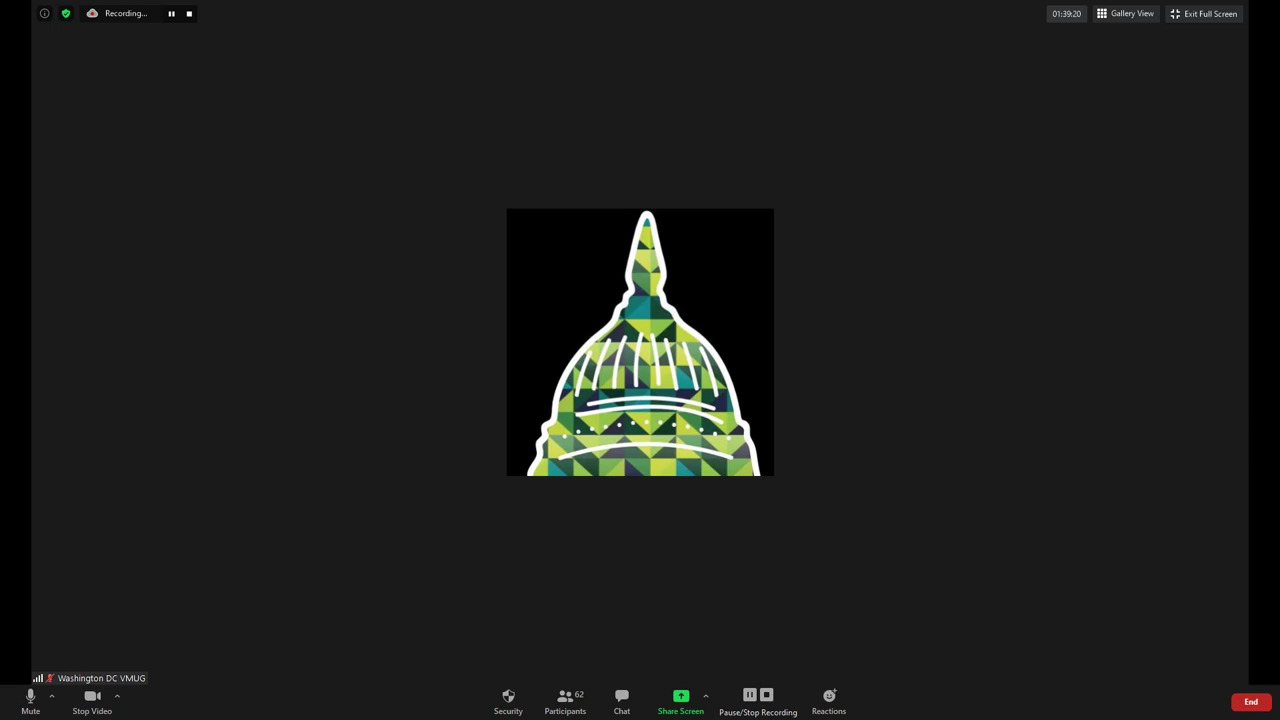 Recording...
01:39:20
Gallery View
Exit Full Screen
Washington DC VMUG
Mute
Stop Video
Security
62
Participants
Chat
Share Screen
Pause/Stop Recording
Reactions
End